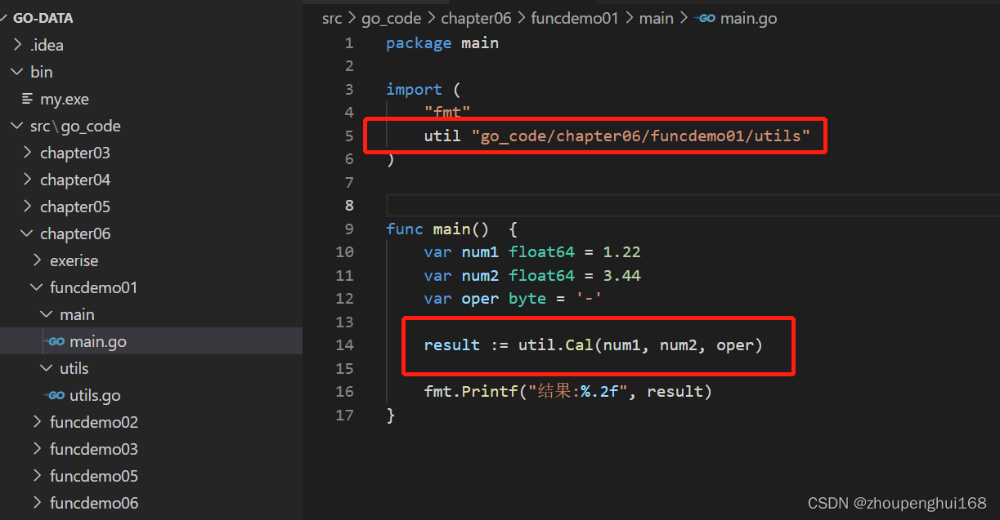 GO-DATA
.idea
bin
my.exe
src\go_code
chapter03
chapter04
chapter05
chapter06
exerise
funcdemo01
main
GO main.go
utils
GO utils.go
funcdemo02
funcdemo03
funcdemo05
funcdemo06
src > go_code > chapter06 > funcdemo01 > main > GO main.go
1 package main
2
3 import (
4 "fmt"
5 util "go_code/chapter06/funcdemo01/utils"
6 )
7
8
9 func main()  {
10 var num1 float64 = 1.22
11 var num2 float64 = 3.44
12 var oper byte = '-'
13
14 result := util.Cal(num1, num2, oper)
15
16 fmt.Printf("结果:%.2f", result)
17 }
CSDN @zhoupenghui168